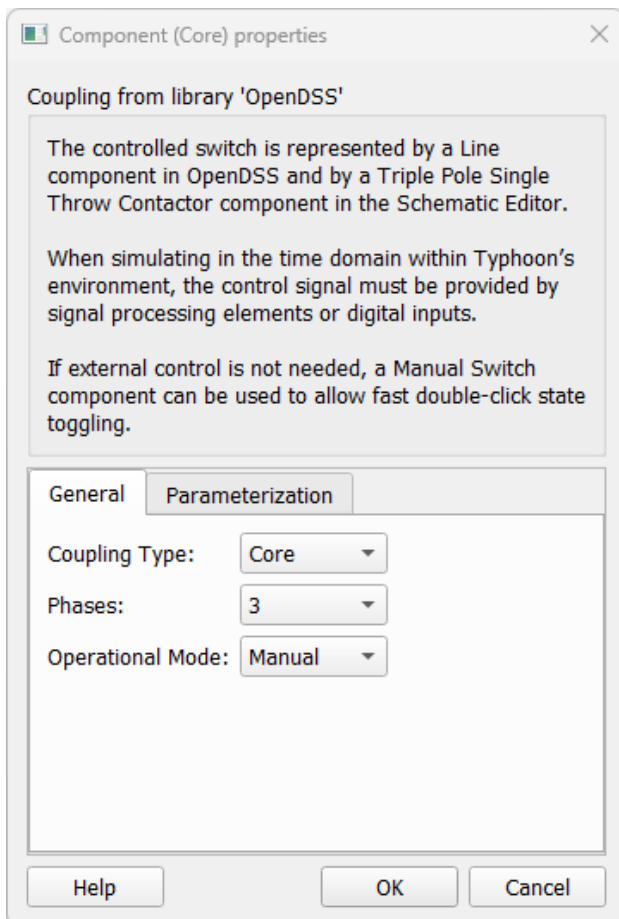 Component (Core) properties
Coupling from library 'OpenDSS'
The controlled switch is represented by a Line
component in OpenDSS and by a Triple Pole Single
Throw Contactor component in the Schematic Editor.
When simulating in the time domain within Typhoon’s
environment, the control signal must be provided by
signal processing elements or digital inputs.
If external control is not needed, a Manual Switch
component can be used to allow fast double-click state
toggling.
General Parameterization
Coupling Type: Core
Phases: 3
Operational Mode: Manual
Help OK Cancel